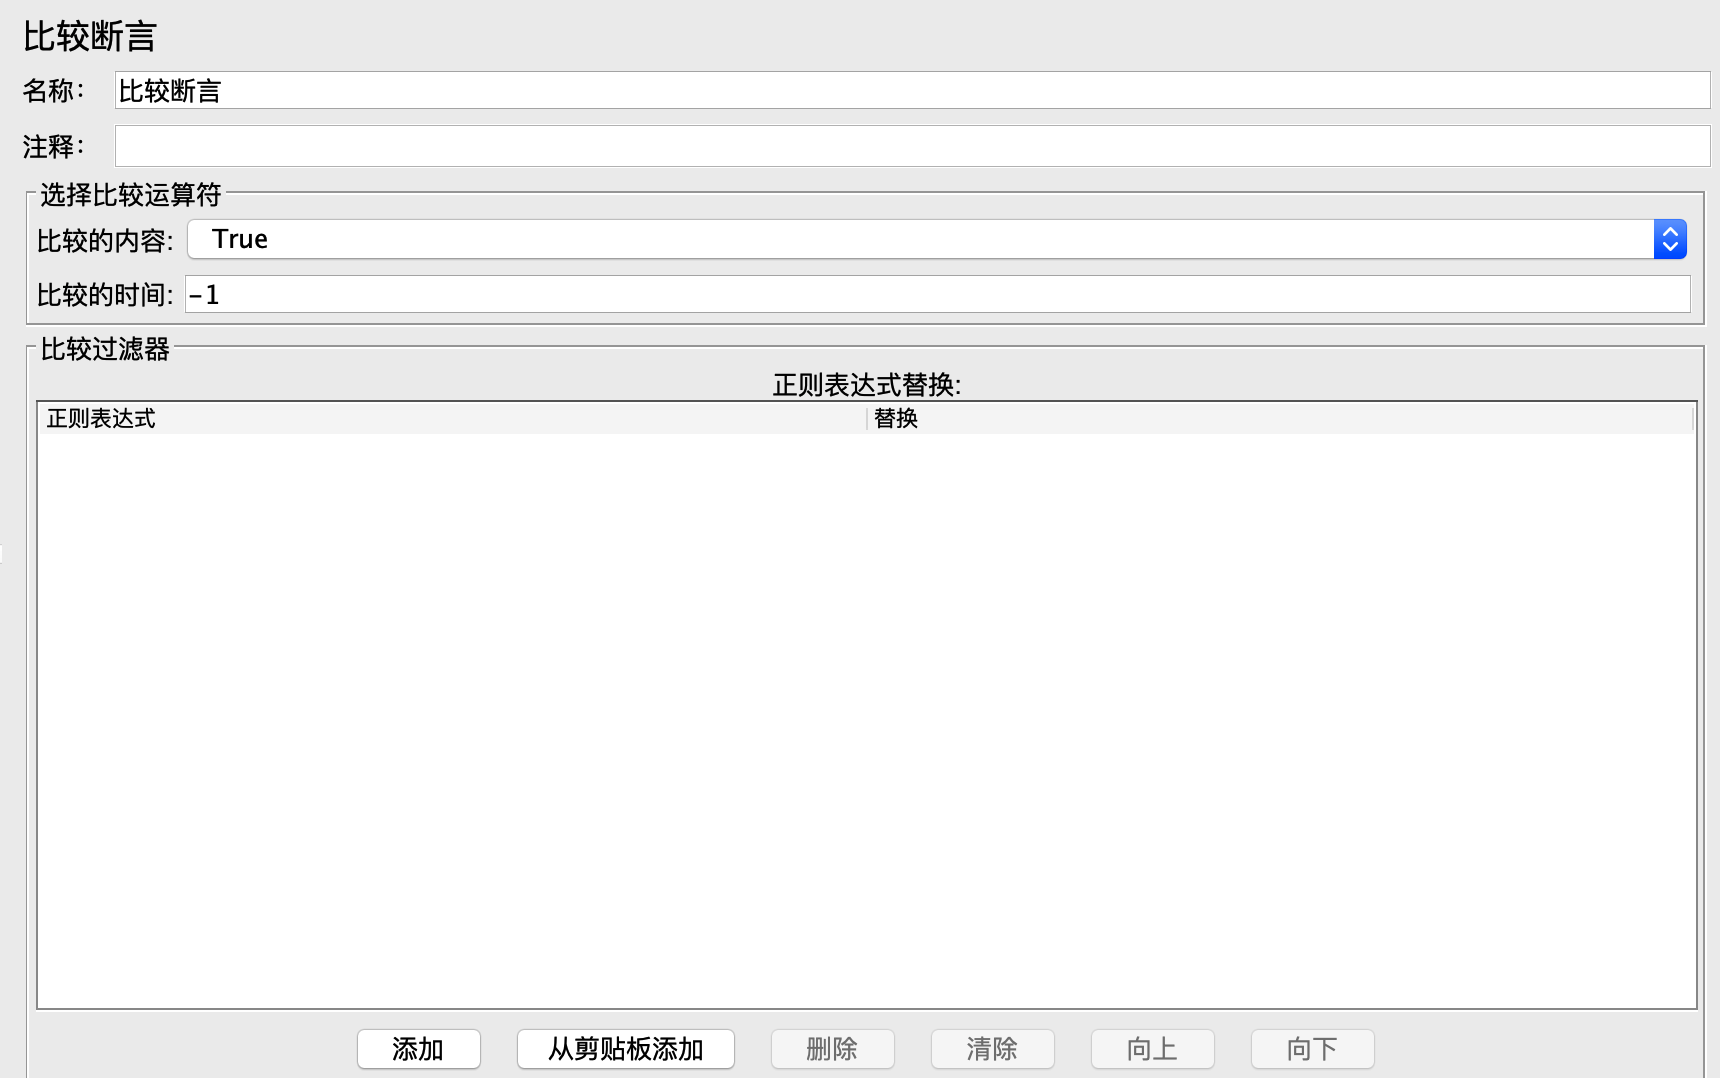 比较断言
名称： 比较断言
注释：
选择比较运算符
比较的内容: True
比较的时间: -1
比较过滤器
正则表达式替换:
正则表达式 替换
添加 从剪贴板添加 删除 清除 向上 向下